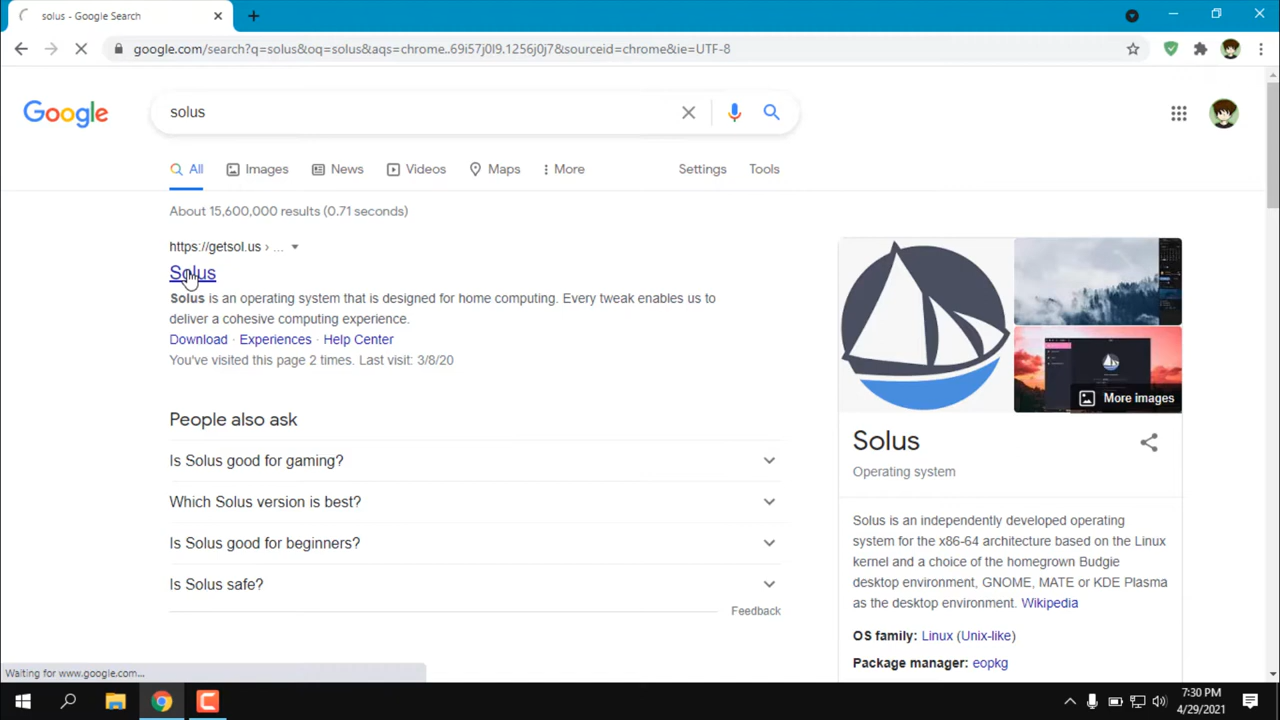 solus - Google Search
google.com/search?q=solus&oq=solus&aqs=chrome..69i57j0l9.1256j0j7&sourceid=chrome&ie=UTF-8
Google
solus
All
Images
News
Videos
Maps
More
Settings
Tools
About 15,600,000 results (0.71 seconds)
https://getsol.us › ...
Solus
Solus is an operating system that is designed for home computing. Every tweak enables us to
deliver a cohesive computing experience.
Download · Experiences · Help Center
You've visited this page 2 times. Last visit: 3/8/20
People also ask
Is Solus good for gaming?
Which Solus version is best?
Is Solus good for beginners?
Is Solus safe?
Feedback
More images
Solus
Operating system
Solus is an independently developed operating
system for the x86-64 architecture based on the Linux
kernel and a choice of the homegrown Budgie
desktop environment, GNOME, MATE or KDE Plasma
as the desktop environment. Wikipedia
OS family: Linux (Unix-like)
Package manager: eopkg
Waiting for www.google.com...
7:30 PM
4/29/2021